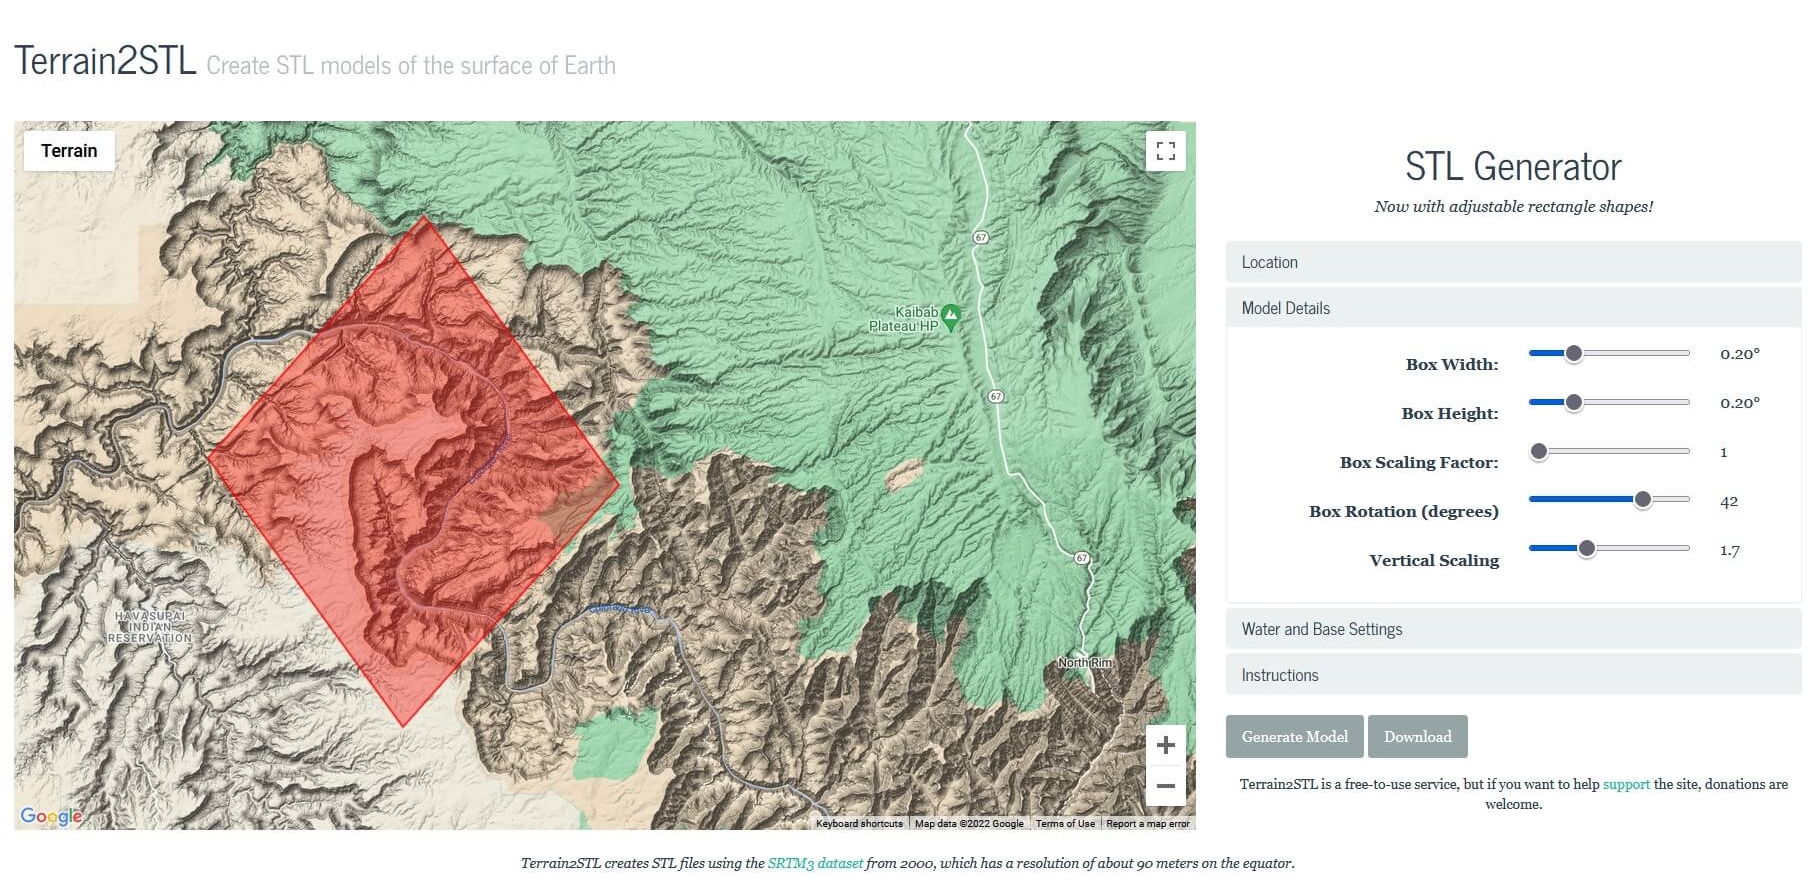 Terrain2STL Create STL models of the surface of Earth
Terrain
67
Kaibab
Plateau HP
67
67
Colorado River
HAVASUPAI
INDIAN
RESERVATION
North Rim
Google
Keyboard shortcuts
Map data ©2022 Google
Terms of Use
Report a map error
STL Generator
Now with adjustable rectangle shapes!
Location
Model Details
Box Width: 0.20°
Box Height: 0.20°
Box Scaling Factor: 1
Box Rotation (degrees) 42
Vertical Scaling 1.7
Water and Base Settings
Instructions
Generate Model
Download
Terrain2STL is a free-to-use service, but if you want to help support the site, donations are
welcome.
Terrain2STL creates STL files using the SRTM3 dataset from 2000, which has a resolution of about 90 meters on the equator.